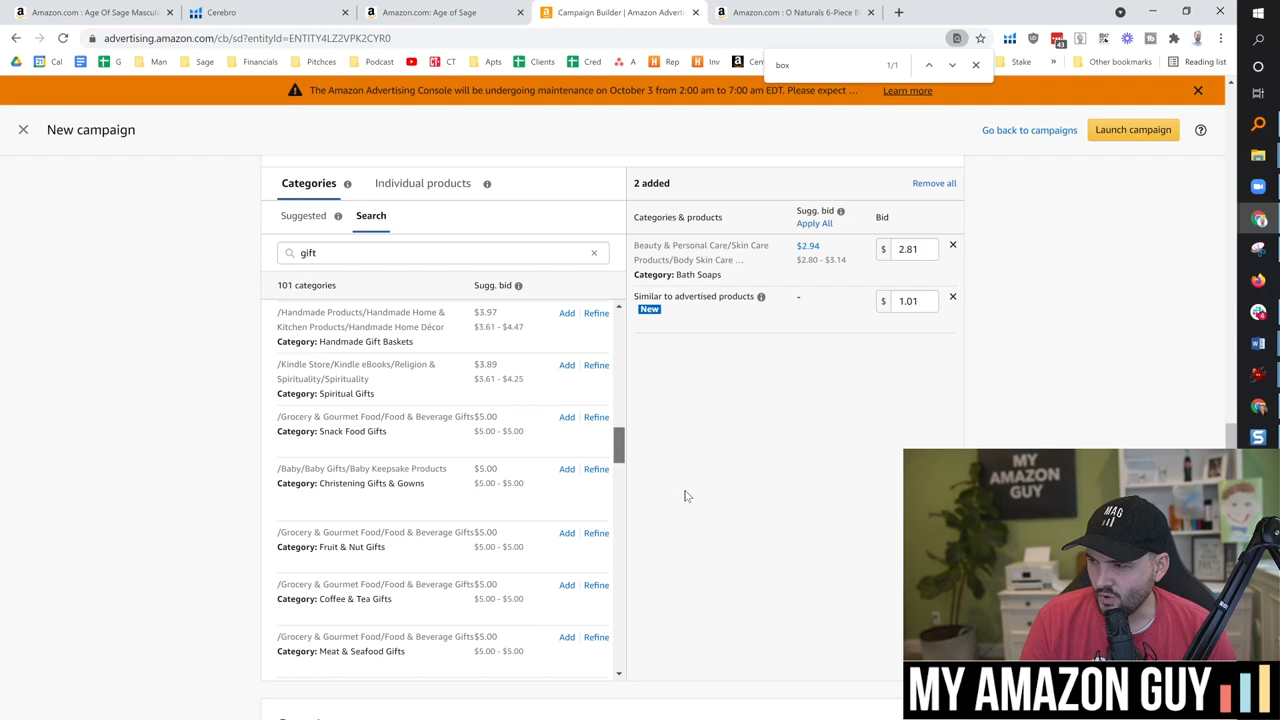 Amazon.com : Age Of Sage Mascul
Cerebro
Amazon.com: Age of Sage
Campaign Builder | Amazon Adverti
Amazon.com : O Naturals 6-Piece B
advertising.amazon.com/cb/sd?entityId=ENTITY4LZ2VPK2CYR0
Cal
G
Man
Sage
Financials
Pitchces
Podcast
CT
Apts
Clients
Cred
A
Rep
Inv
Cen
Stake
»
Other bookmarks
Reading list
43
box
1/1
The Amazon Advertising Console will be undergoing maintenance on October 3 from 2:00 am to 7:00 am EDT. Please expect ...
Learn more
New campaign
Go back to campaigns
Launch campaign
Categories
Individual products
2 added
Remove all
Suggested
Search
Categories & products
Sugg. bid
Apply All
Bid
gift
Beauty & Personal Care/Skin Care
Products/Body Skin Care ...
Category: Bath Soaps
$2.94
$2.80 - $3.14
$ 2.81
101 categories
Sugg. bid
Similar to advertised products
New
-
$ 1.01
/Handmade Products/Handmade Home &
Kitchen Products/Handmade Home Décor
Category: Handmade Gift Baskets
$3.97
$3.61 - $4.47
Add | Refine
/Kindle Store/Kindle eBooks/Religion &
Spirituality/Spirituality
Category: Spiritual Gifts
$3.89
$3.61 - $4.25
Add | Refine
/Grocery & Gourmet Food/Food & Beverage Gifts
Category: Snack Food Gifts
$5.00
$5.00 - $5.00
Add | Refine
/Baby/Baby Gifts/Baby Keepsake Products
Category: Christening Gifts & Gowns
$5.00
$5.00 - $5.00
Add | Refine
/Grocery & Gourmet Food/Food & Beverage Gifts
Category: Fruit & Nut Gifts
$5.00
$5.00 - $5.00
Add | Refine
/Grocery & Gourmet Food/Food & Beverage Gifts
Category: Coffee & Tea Gifts
$5.00
$5.00 - $5.00
Add | Refine
/Grocery & Gourmet Food/Food & Beverage Gifts
Category: Meat & Seafood Gifts
$5.00
$5.00 - $5.00
Add | Refine
MY
AMAZON
GUY
MAG
MY AMAZON GUY